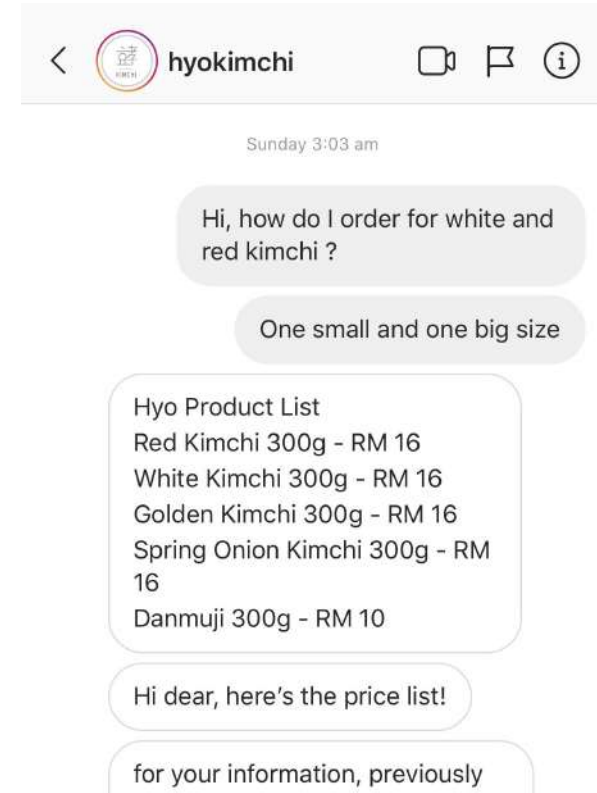 hyokimchi
酵
KIMCHI
Sunday 3:03 am
Hi, how do I order for white and
red kimchi ?
One small and one big size
Hyo Product List
Red Kimchi 300g - RM 16
White Kimchi 300g - RM 16
Golden Kimchi 300g - RM 16
Spring Onion Kimchi 300g - RM
16
Danmuji 300g - RM 10
Hi dear, here's the price list!
for your information, previously